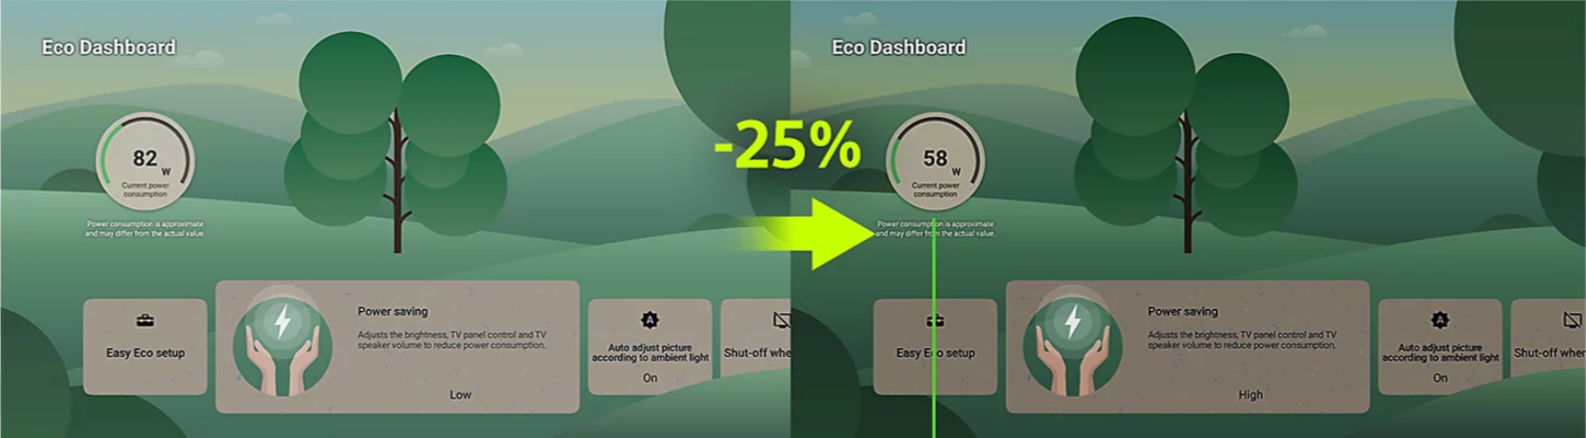 Eco Dashboard
82 W
Current power
consumption
Power consumption is approximate
and may differ from the actual value.
Easy Eco setup
Power saving
Adjusts the brightness, TV panel control and TV
speaker volume to reduce power consumption.
Low
A
Auto adjust picture
according to ambient light
On
Shut-off whe
-25%
Eco Dashboard
58 W
Current power
consumption
Power consumption is approximate
and may differ from the actual value.
Easy Eco setup
Power saving
Adjusts the brightness, TV panel control and TV
speaker volume to reduce power consumption.
High
A
Auto adjust picture
according to ambient light
On
Shut-off when